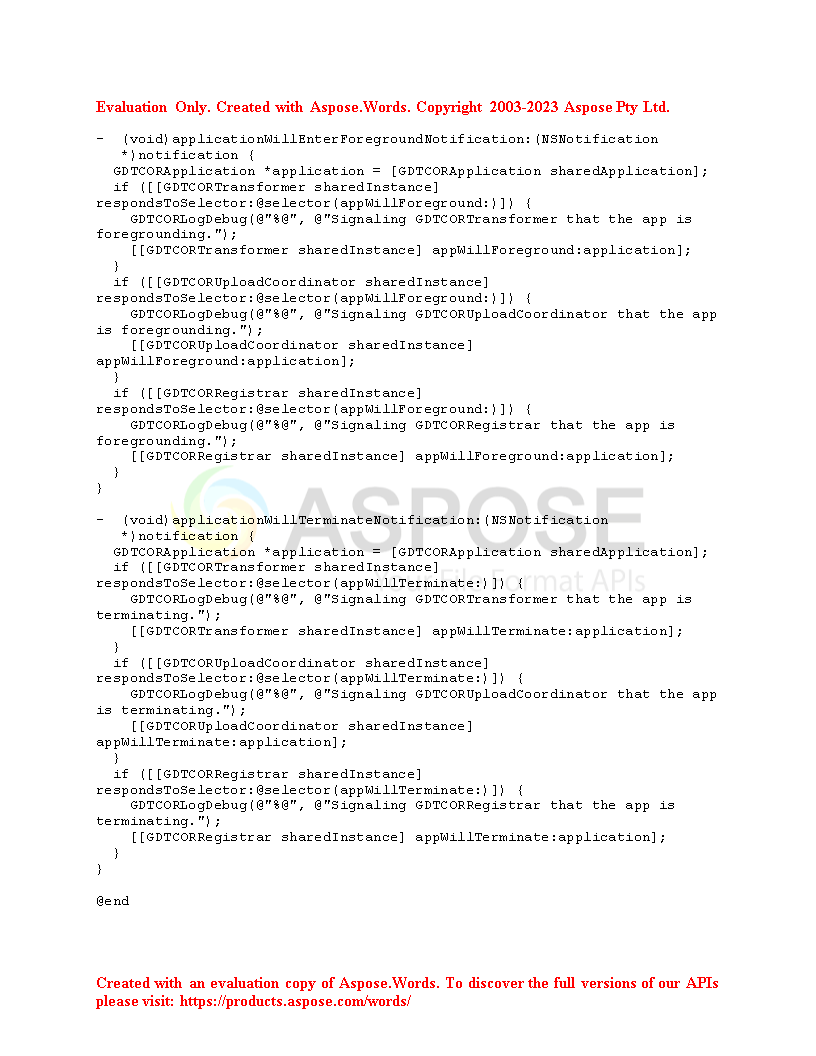 Evaluation Only. Created with Aspose.Words. Copyright 2003-2023 Aspose Pty Ltd.
- (void)applicationWillEnterForegroundNotification:(NSNotification
*)notification {
GDTCORApplication *application = [GDTCORApplication sharedApplication];
if ([[GDTCORTransformer sharedInstance]
respondsToSelector:@selector(appWillForeground:)]) {
GDTCORLogDebug(@"%@", @"Signaling GDTCORTransformer that the app is
foregrounding.");
[[GDTCORTransformer sharedInstance] appWillForeground:application];
}
if ([[GDTCORUploadCoordinator sharedInstance]
respondsToSelector:@selector(appWillForeground:)]) {
GDTCORLogDebug(@"%@", @"Signaling GDTCORUploadCoordinator that the app
is foregrounding.");
[[GDTCORUploadCoordinator sharedInstance]
appWillForeground:application];
}
if ([[GDTCORRegistrar sharedInstance]
respondsToSelector:@selector(appWillForeground:)]) {
GDTCORLogDebug(@"%@", @"Signaling GDTCORRegistrar that the app is
foregrounding.");
[[GDTCORRegistrar sharedInstance] appWillForeground:application];
}
}
ASPOSE
- (void)applicationWillTerminateNotification:(NSNotification
*)notification {
GDTCORApplication *application = [GDTCORApplication sharedApplication];
if ([[GDTCORTransformer sharedInstance]
respondsToSelector:@selector(appWillTerminate:)]) {
File Format APIs
GDTCORLogDebug(@"%@", @"Signaling GDTCORTransformer that the app is
terminating.");
[[GDTCORTransformer sharedInstance] appWillTerminate:application];
}
if ([[GDTCORUploadCoordinator sharedInstance]
respondsToSelector:@selector(appWillTerminate:)]) {
GDTCORLogDebug(@"%@", @"Signaling GDTCORUploadCoordinator that the app
is terminating.");
[[GDTCORUploadCoordinator sharedInstance]
appWillTerminate:application];
}
if ([[GDTCORRegistrar sharedInstance]
respondsToSelector:@selector(appWillTerminate:)]) {
GDTCORLogDebug(@"%@", @"Signaling GDTCORRegistrar that the app is
terminating.");
[[GDTCORRegistrar sharedInstance] appWillTerminate:application];
}
}
@end
Created with an evaluation copy of Aspose.Words. To discover the full versions of our APIs
please visit: https://products.aspose.com/words/